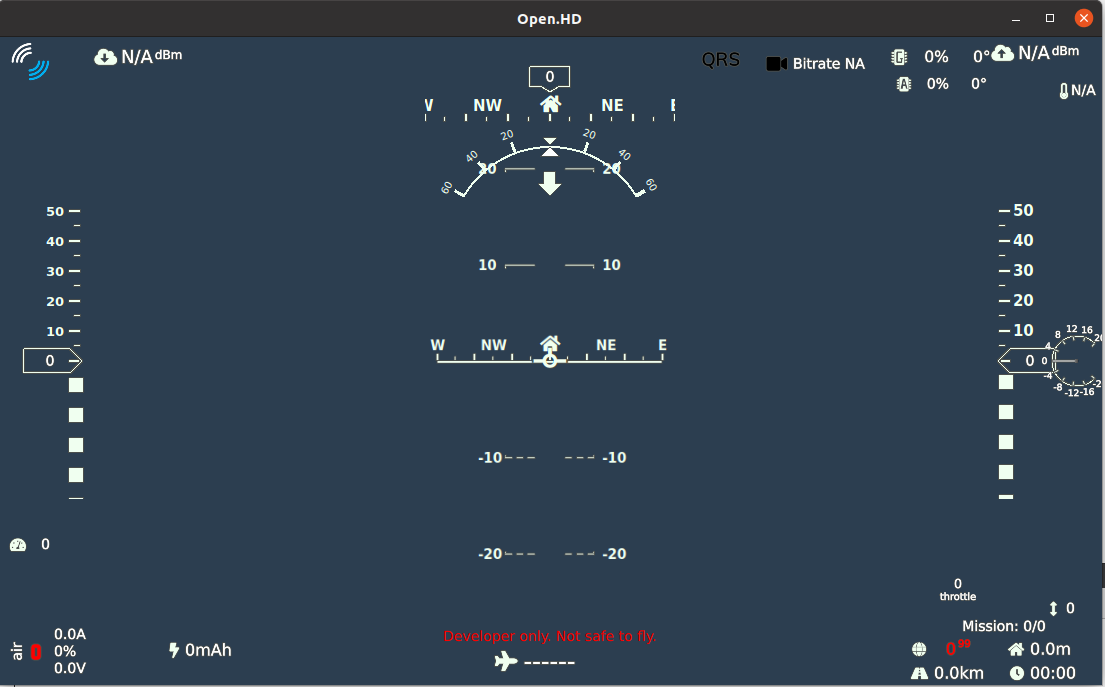 Open.HD
N/A dBm
QRS
Bitrate NA
G 0% 0°
N/A dBm
A 0% 0°
N/A
0
W NW NE E
20 20
40 40
60 60
20 20
10 10
W NW NE E
-10 -10
-20 -20
50
40
30
20
10
0
50
40
30
20
10
0
8 12 16 20
4
0
-4
-8 -12 -16 -2
0
0
throttle
0
Mission: 0/0
0 99
0.0m
0.0km
00:00
Developer only. Not safe to fly.
------
air
0.0A
0%
0.0V
0mAh